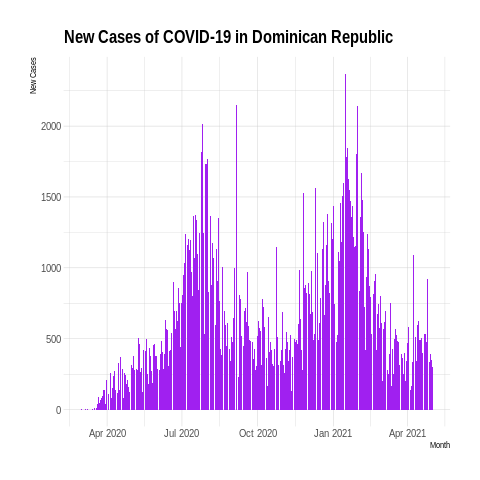 New Cases of COVID-19 in Dominican Republic
New Cases
2000
1500
1000
500
0
Apr 2020 Jul 2020 Oct 2020 Jan 2021 Apr 2021
Month